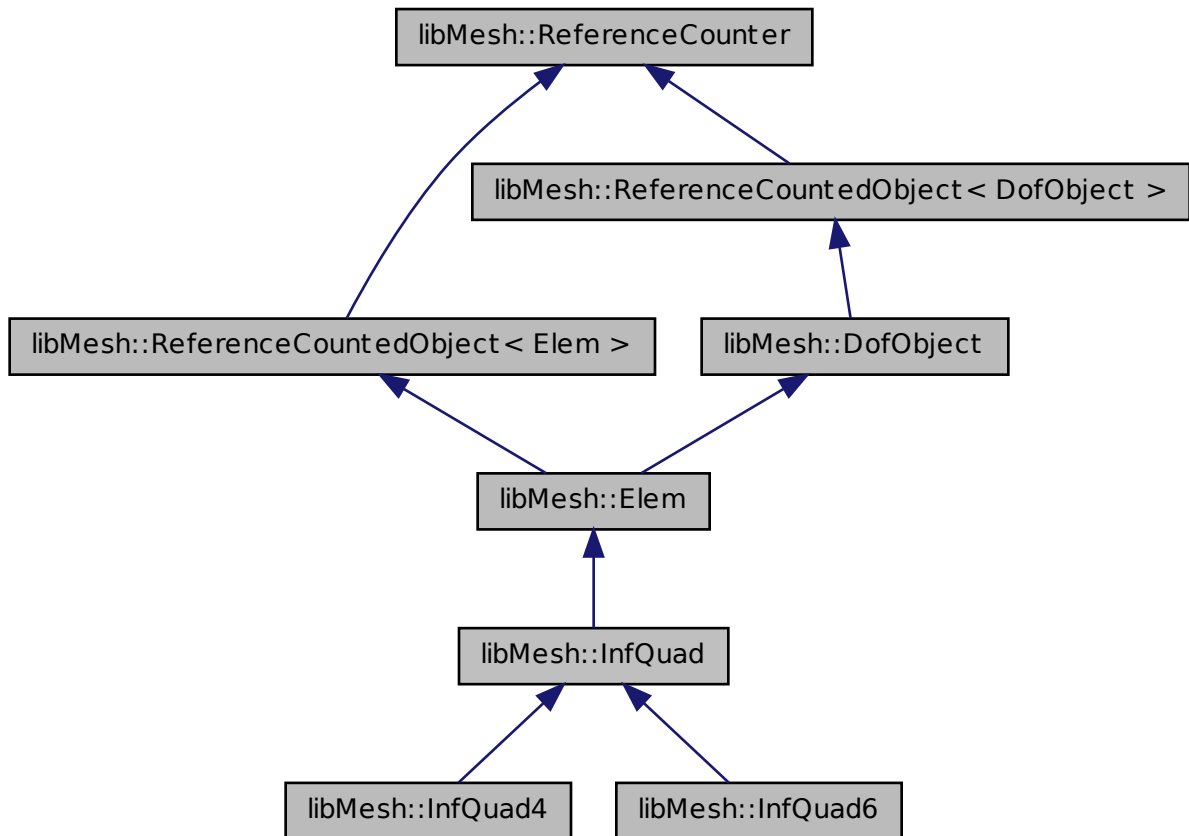 libMesh::ReferenceCounter
libMesh::ReferenceCountedObject< DofObject >
libMesh::ReferenceCountedObject< Elem >
libMesh::DofObject
libMesh::Elem
libMesh::InfQuad
libMesh::InfQuad4
libMesh::InfQuad6